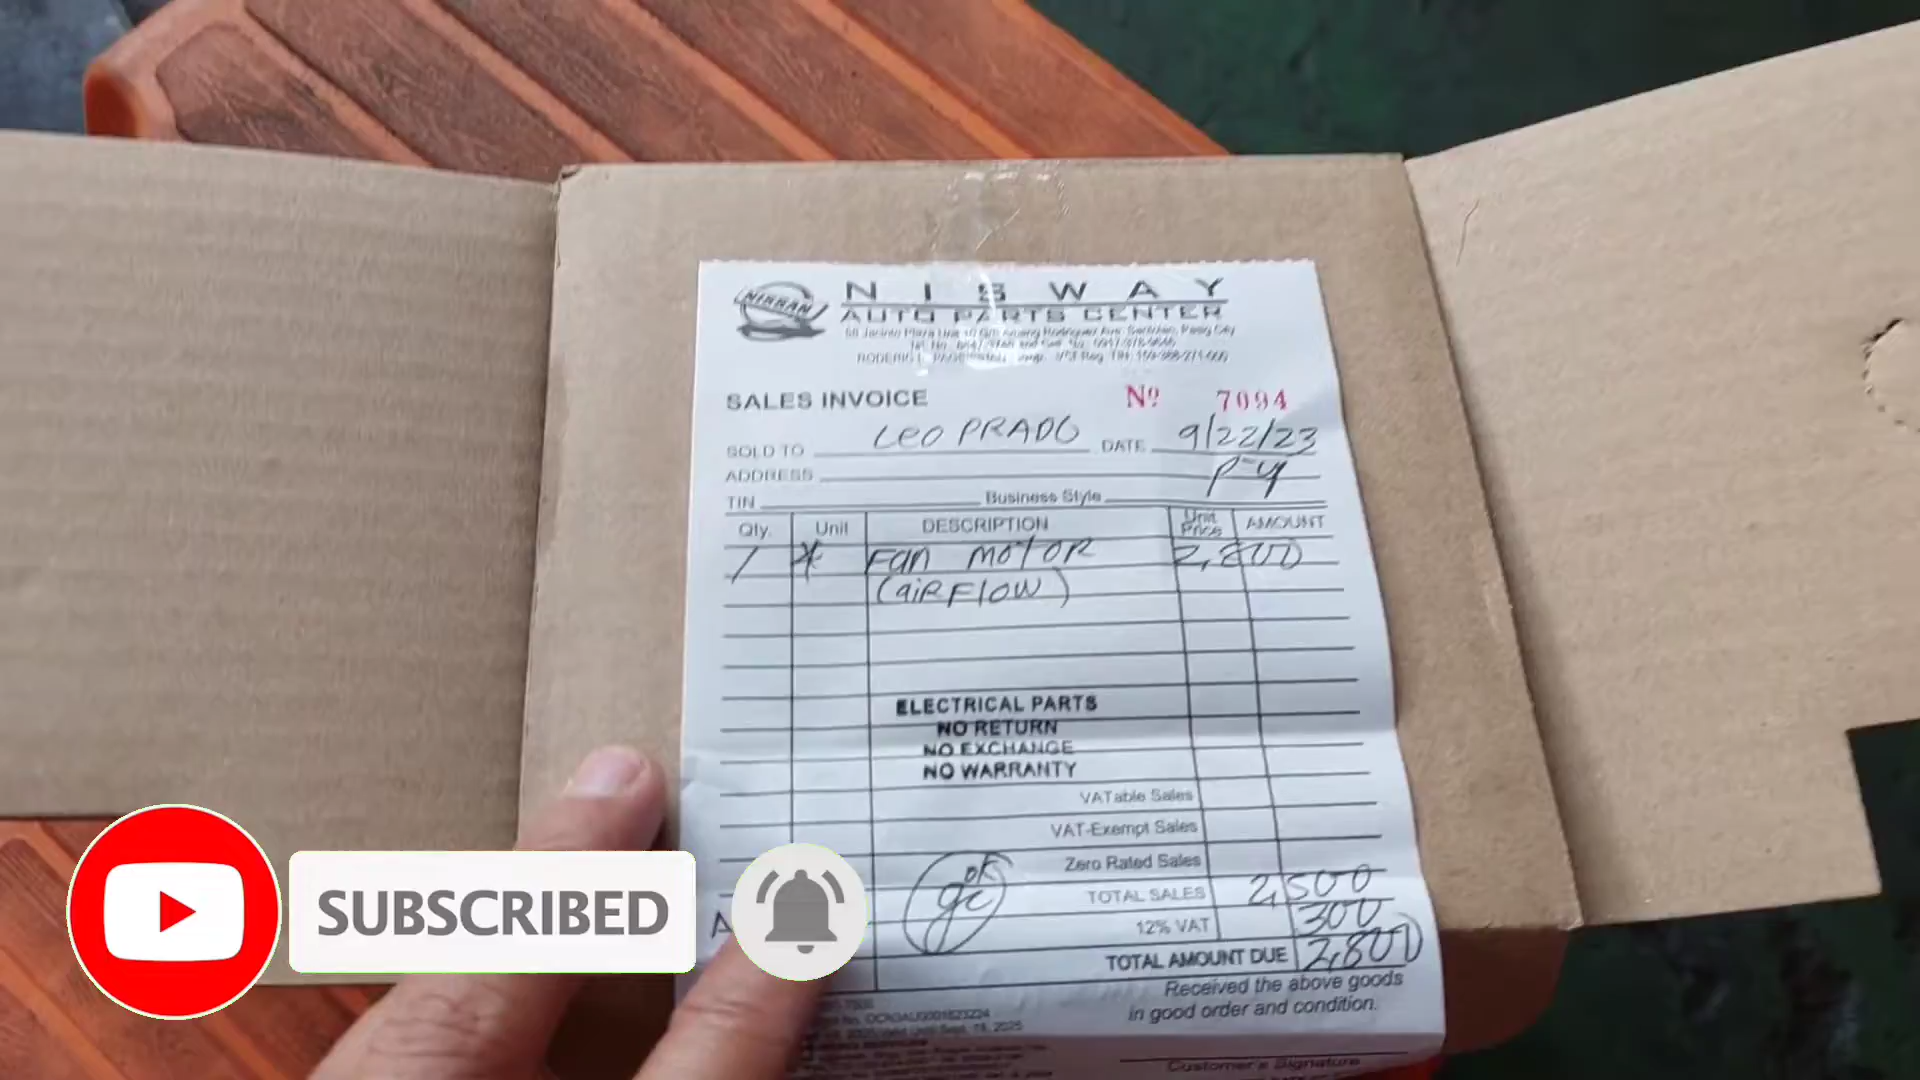 NISSAN
NISWAY
AUTO PARTS CENTER
SALES INVOICE Nº 7094
SOLD TO LEO PRADO DATE 9/22/23
ADDRESS
TIN Business Style
Qty. Unit DESCRIPTION Unit Price AMOUNT
1 Fan MOTOR 2,800
(aiRFLOW)
ELECTRICAL PARTS
NO RETURN
NO EXCHANGE
NO WARRANTY
VATable Sales
VAT-Exempt Sales
Zero Rated Sales
ok
gc
TOTAL SALES 2,500
12% VAT 300
TOTAL AMOUNT DUE 2,800
Received the above goods
in good order and condition.
Customer's Signature
SUBSCRIBED